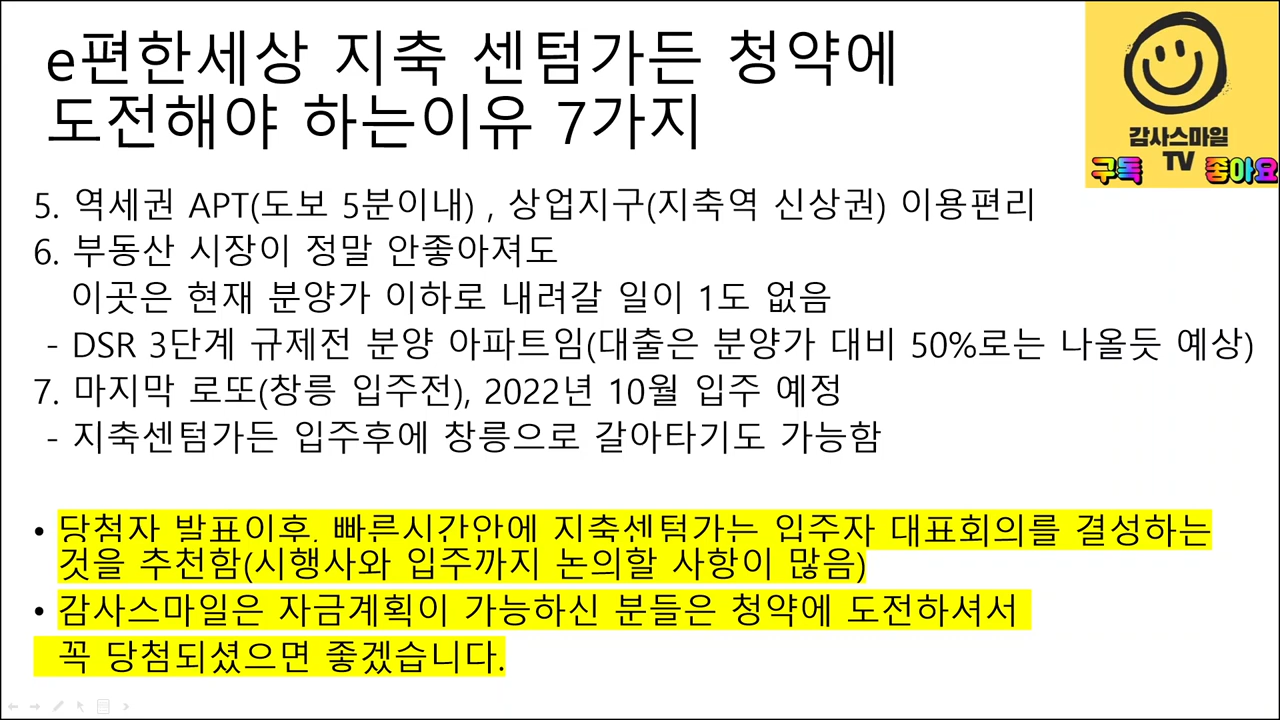 e편한세상 지축 센텀가든 청약에
도전해야 하는이유 7가지
감사스마일
TV
구독 좋아요
5. 역세권 APT(도보 5분이내) , 상업지구(지축역 신상권) 이용편리
6. 부동산 시장이 정말 안좋아져도
이곳은 현재 분양가 이하로 내려갈 일이 1도 없음
- DSR 3단계 규제전 분양 아파트임(대출은 분양가 대비 50%로는 나올듯 예상)
7. 마지막 로또(창릉 입주전), 2022년 10월 입주 예정
- 지축센텀가든 입주후에 창릉으로 갈아타기도 가능함
• 당첨자 발표이후, 빠른시간안에 지축센텀가는 입주자 대표회의를 결성하는
것을 추천함(시행사와 입주까지 논의할 사항이 많음)
• 감사스마일은 자금계획이 가능하신 분들은 청약에 도전하셔서
꼭 당첨되셨으면 좋겠습니다.